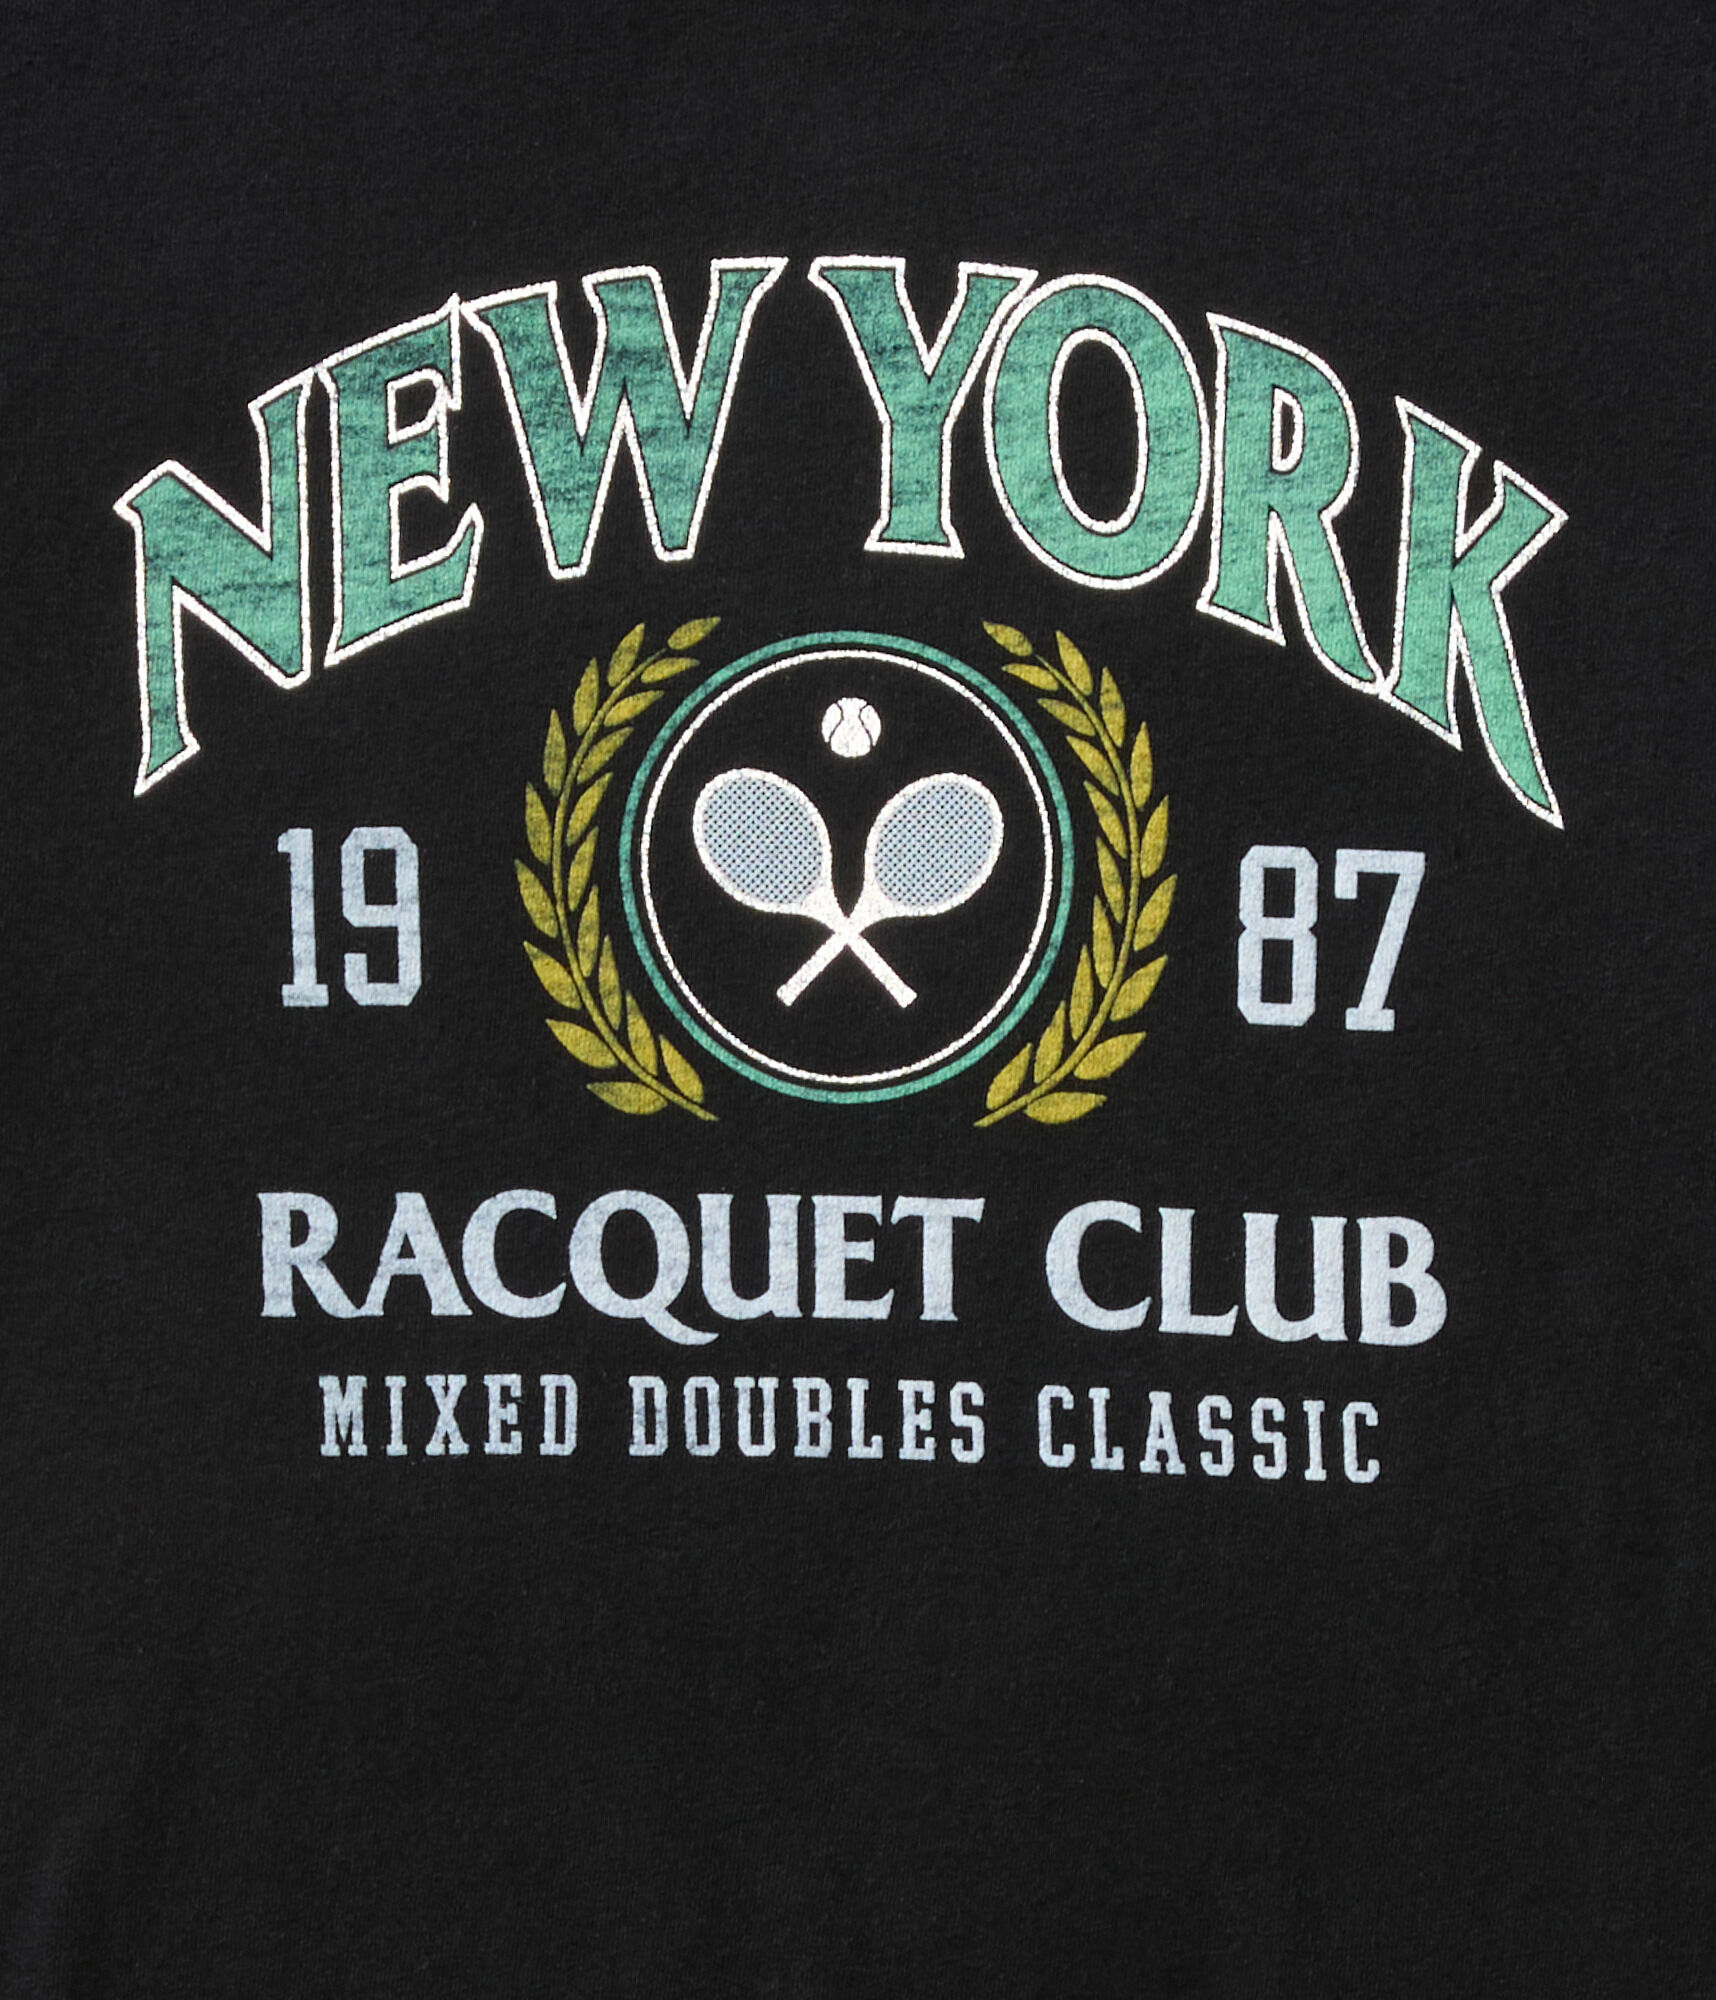 NEW YORK
19 87
RACQUET CLUB
MIXED DOUBLES CLASSIC